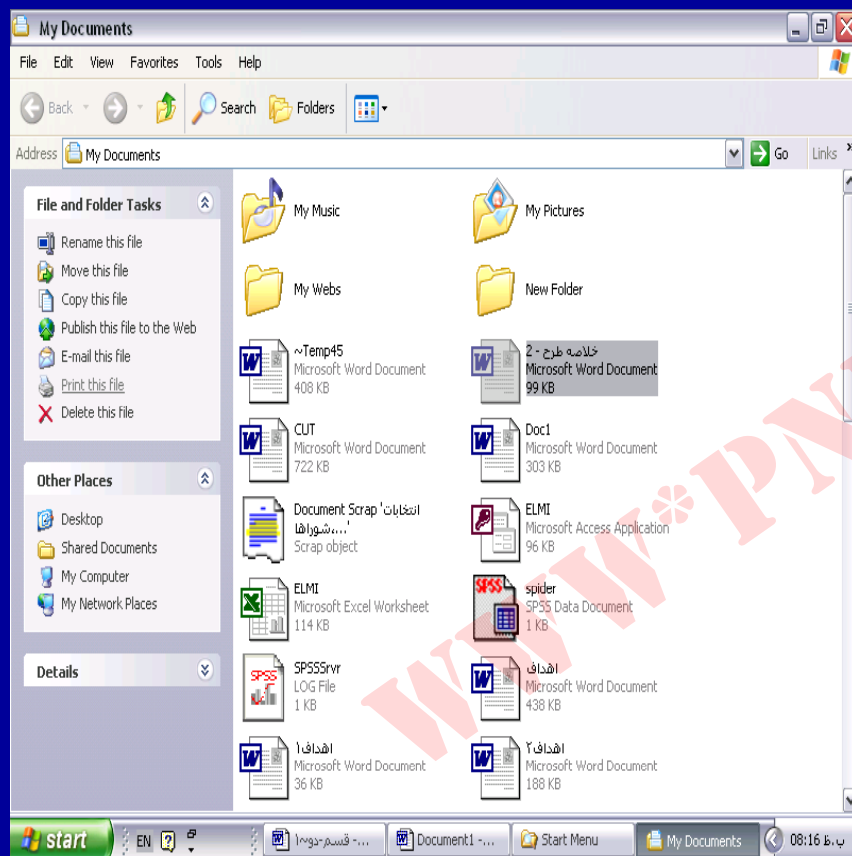 My Documents
File Edit View Favorites Tools Help
Back Search Folders
Address My Documents Go Links
File and Folder Tasks
Rename this file
Move this file
Copy this file
Publish this file to the Web
E-mail this file
Print this file
Delete this file
Other Places
Desktop
Shared Documents
My Computer
My Network Places
Details
My Music
My Pictures
My Webs
New Folder
~Temp45
Microsoft Word Document
408 KB
خلاصه طرح - 2
Microsoft Word Document
99 KB
CUT
Microsoft Word Document
722 KB
Doc1
Microsoft Word Document
303 KB
Document Scrap 'انتخابات
شوراها،...'
Scrap object
ELMI
Microsoft Access Application
96 KB
ELMI
Microsoft Excel Worksheet
114 KB
SPSS
spider
SPSS Data Document
1 KB
SPSS
SPSSSrvr
LOG File
1 KB
اهداف
Microsoft Word Document
438 KB
اهداف۱
Microsoft Word Document
36 KB
اهداف۲
Microsoft Word Document
188 KB
WWW*PN
start EN قسم-دوم~۱ -... Document1 -... Start Menu My Documents 08:16 ب.ظ